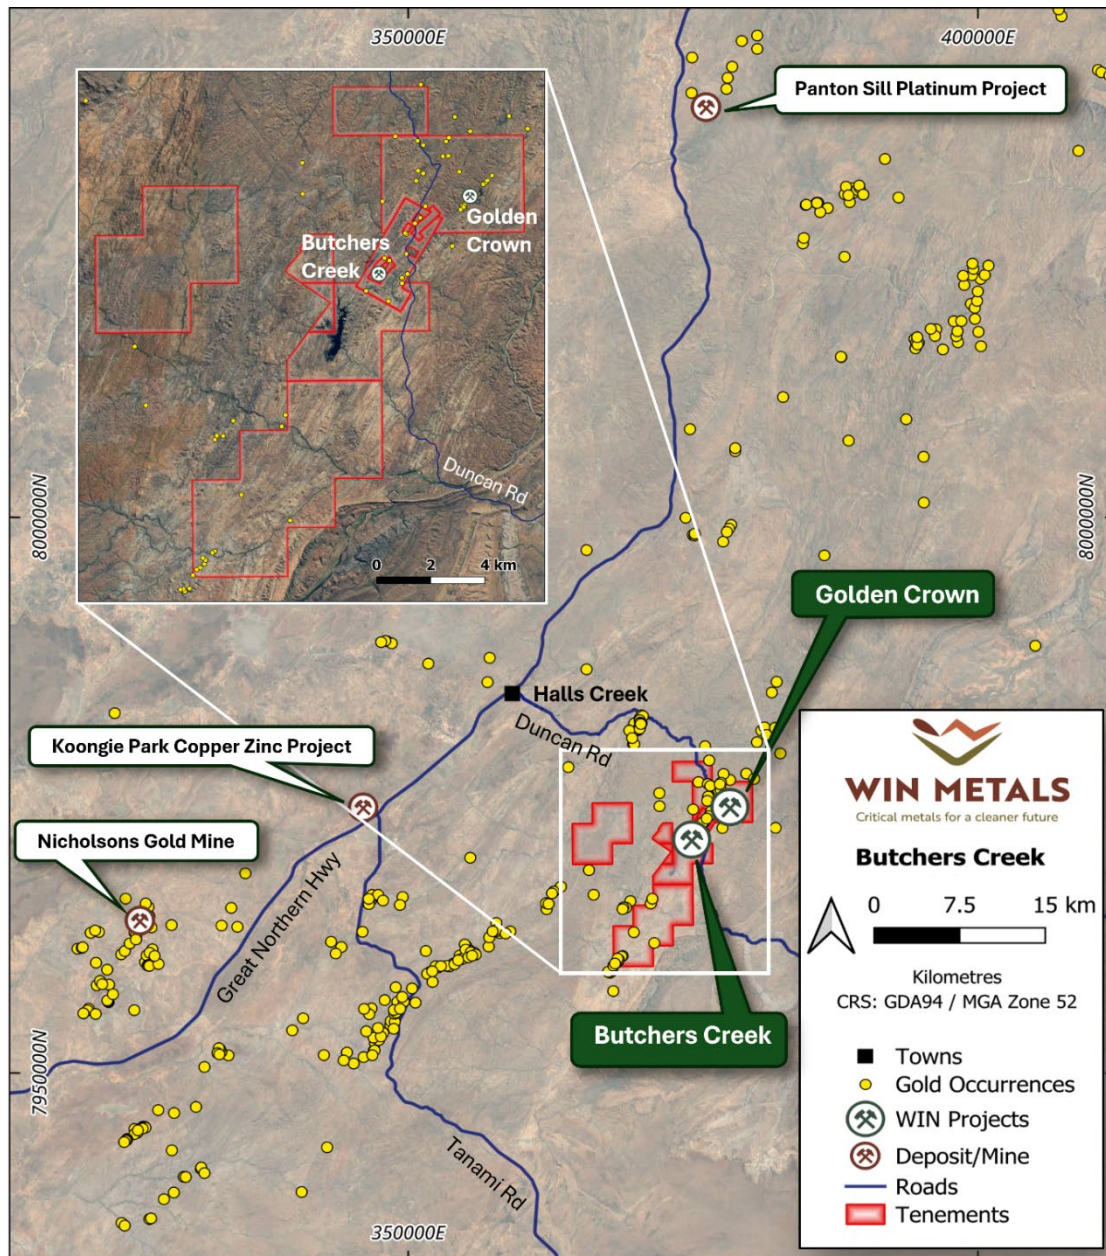 350000E
400000E
Panton Sill Platinum Project
Golden
Crown
Butchers
Creek
Duncan Rd
0 2 4 km
8000000N
8000000N
Golden Crown
Halls Creek
Duncan Rd
Koongie Park Copper Zinc Project
Nicholsons Gold Mine
Great Northern Hwy
Butchers Creek
7950000N
Tanami Rd
350000E
WIN METALS
Critical metals for a cleaner future
Butchers Creek
0 7.5 15 km
Kilometres
CRS: GDA94 / MGA Zone 52
Towns
Gold Occurrences
WIN Projects
Deposit/Mine
Roads
Tenements